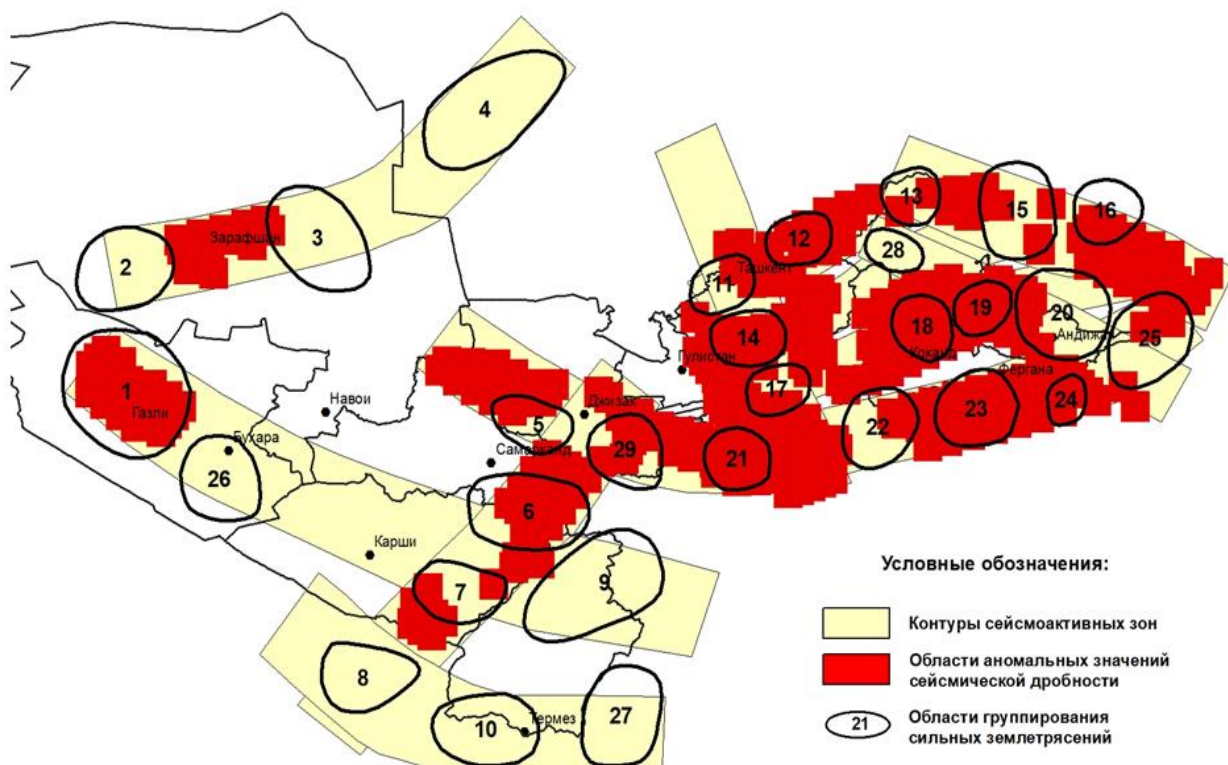 4
13
15
16
12
3
Зарафшан
28
2
Ташкент
11
19
20
18
14
Андижан
25
Гулистан
Коканд
1
17
Фергана
Навои
Джизак
24
23
Газли
5
22
Бухара
29
21
Самарканд
26
6
Карши
9
7
8
27
10
Термез
Условные обозначения:
Контуры сейсмоактивных зон
Области аномальных значений
сейсмической дробности
21
Области группирования
сильных землетрясений